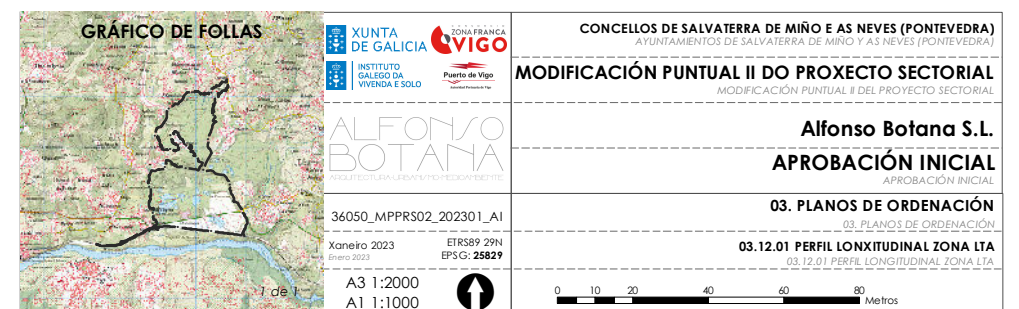 GRÁFICO DE FOLLAS
1 de 1
XUNTA
DE GALICIA
ZONA FRANCA
VIGO
INSTITUTO
GALEGO DA
VIVENDA E SOLO
Puerto de Vigo
Autoridad Portuaria de Vigo
ALFONSO
BOTANA
ARQUITECTURA·URBANISMO·MEDIOAMBIENTE
36050_MPPRS02_202301_AI
Xaneiro 2023
Enero 2023
ETRS89 29N
EPSG: 25829
A3 1:2000
A1 1:1000
CONCELLOS DE SALVATERRA DE MIÑO E AS NEVES (PONTEVEDRA)
AYUNTAMIENTOS DE SALVATERRA DE MIÑO Y AS NEVES (PONTEVEDRA)
MODIFICACIÓN PUNTUAL II DO PROXECTO SECTORIAL
MODIFICACIÓN PUNTUAL II DEL PROYECTO SECTORIAL
Alfonso Botana S.L.
APROBACIÓN INICIAL
APROBACIÓN INICIAL
03. PLANOS DE ORDENACIÓN
03. PLANOS DE ORDENACIÓN
03.12.01 PERFIL LONXITUDINAL ZONA LTA
03.12.01 PERFIL LONGITUDINAL ZONA LTA
0 10 20 40 60 80
Metros